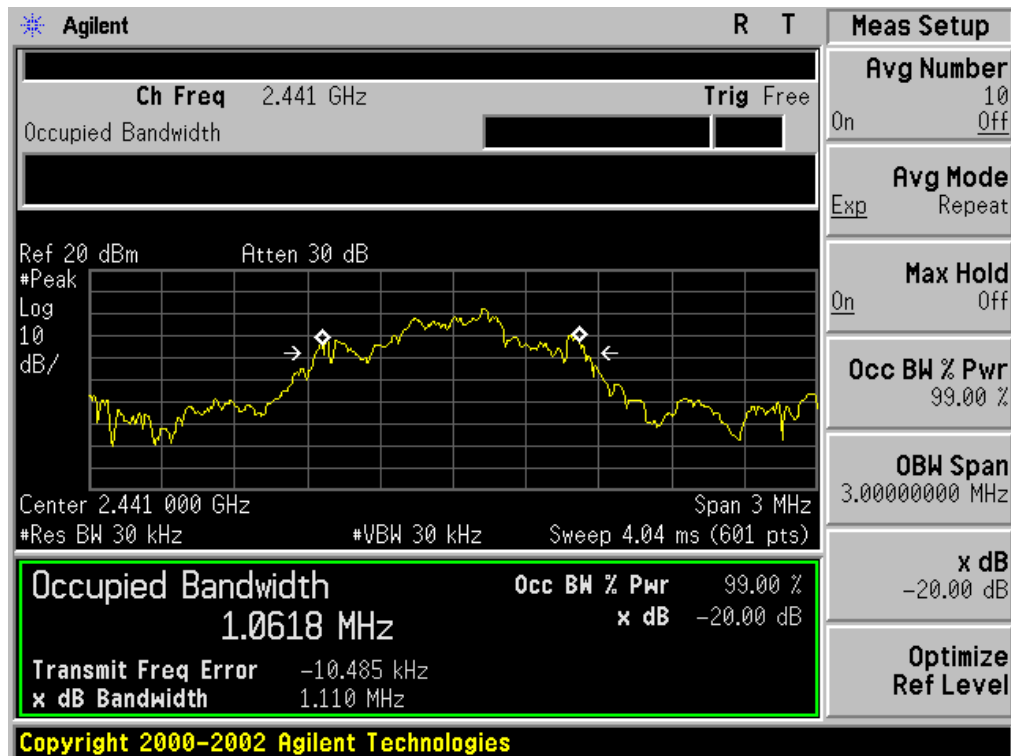 Agilent R T
Ch Freq 2.441 GHz Trig Free
Occupied Bandwidth
Ref 20 dBm Atten 30 dB
#Peak
Log
10
dB/
Center 2.441 000 GHz Span 3 MHz
#Res BW 30 kHz #VBW 30 kHz Sweep 4.04 ms (601 pts)
Occupied Bandwidth Occ BW % Pwr 99.00 %
1.0618 MHz x dB -20.00 dB
Transmit Freq Error -10.485 kHz
x dB Bandwidth 1.110 MHz
Copyright 2000-2002 Agilent Technologies
Meas Setup
Avg Number
10
On Off
Avg Mode
Exp Repeat
Max Hold
On Off
Occ BW % Pwr
99.00 %
OBW Span
3.00000000 MHz
x dB
-20.00 dB
Optimize
Ref Level